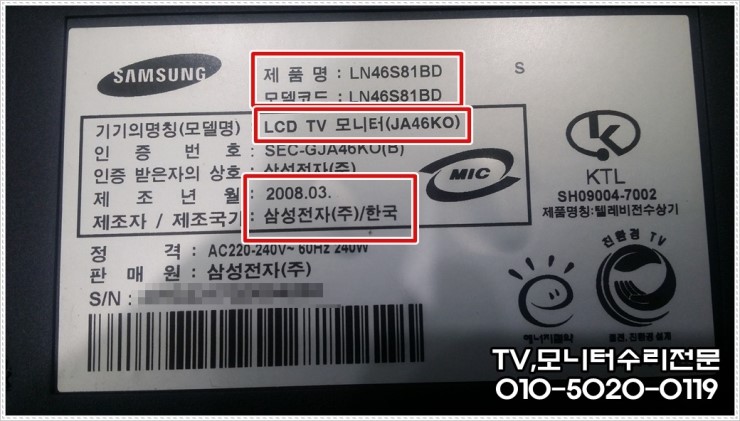 SAMSUNG
제 품 명 : LN46S81BD
S
모델코드 : LN46S81BD
기기의명칭(모델명) : LCD TV 모니터(JA46KO)
인 증 번 호 : SEC-GJA46KO(B)
인증 받은자의 상호 : 삼성전자(주)
제 조 년 월 : 2008.03.
제조자 / 제조국가 : 삼성전자(주)/한국
MIC
KTL
SH09004-7002
제품명칭:텔레비전수상기
정 격 : AC220-240V~ 60Hz 240W
판 매 원 : 삼성전자(주)
S/N :
친환경 TV
에너지절약
TV,모니터수리전문
010-5020-0119